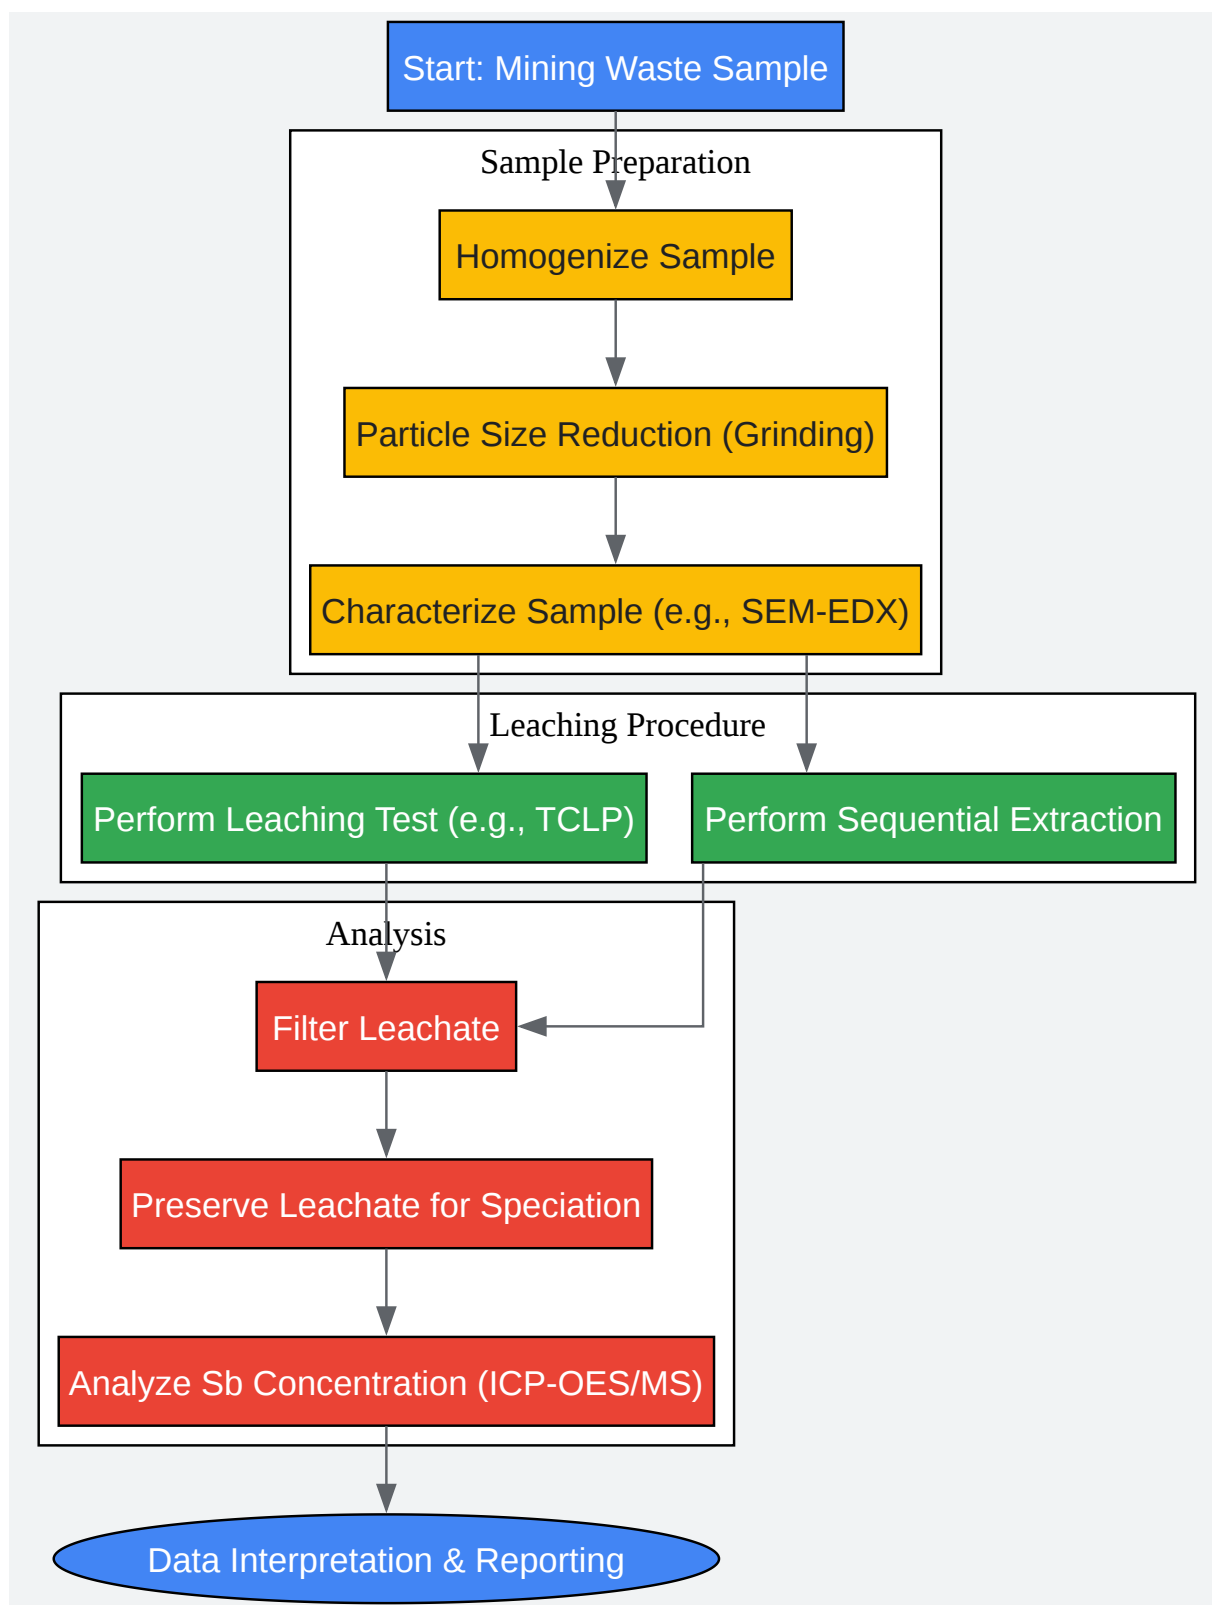 Start: Mining Waste Sample
Sample Preparation
Homogenize Sample
Particle Size Reduction (Grinding)
Characterize Sample (e.g., SEM-EDX)
Leaching Procedure
Perform Leaching Test (e.g., TCLP)
Perform Sequential Extraction
Analysis
Filter Leachate
Preserve Leachate for Speciation
Analyze Sb Concentration (ICP-OES/MS)
Data Interpretation & Reporting